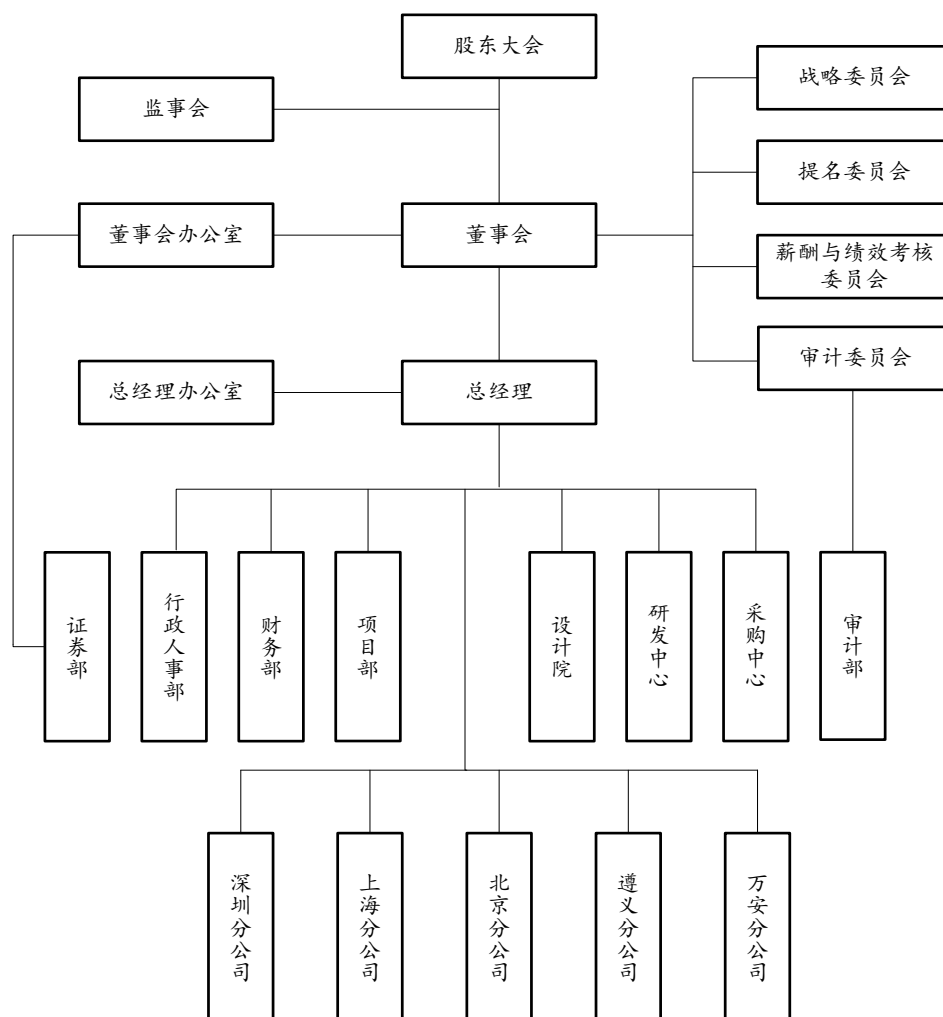 股东大会
战略委员会
监事会
提名委员会
董事会办公室
董事会
薪酬与绩效考核
委员会
审计委员会
总经理办公室
总经理
证券部
行政人事部
财务部
项目部
设计院
研发中心
采购中心
审计部
深圳分公司
上海分公司
北京分公司
遵义分公司
万安分公司